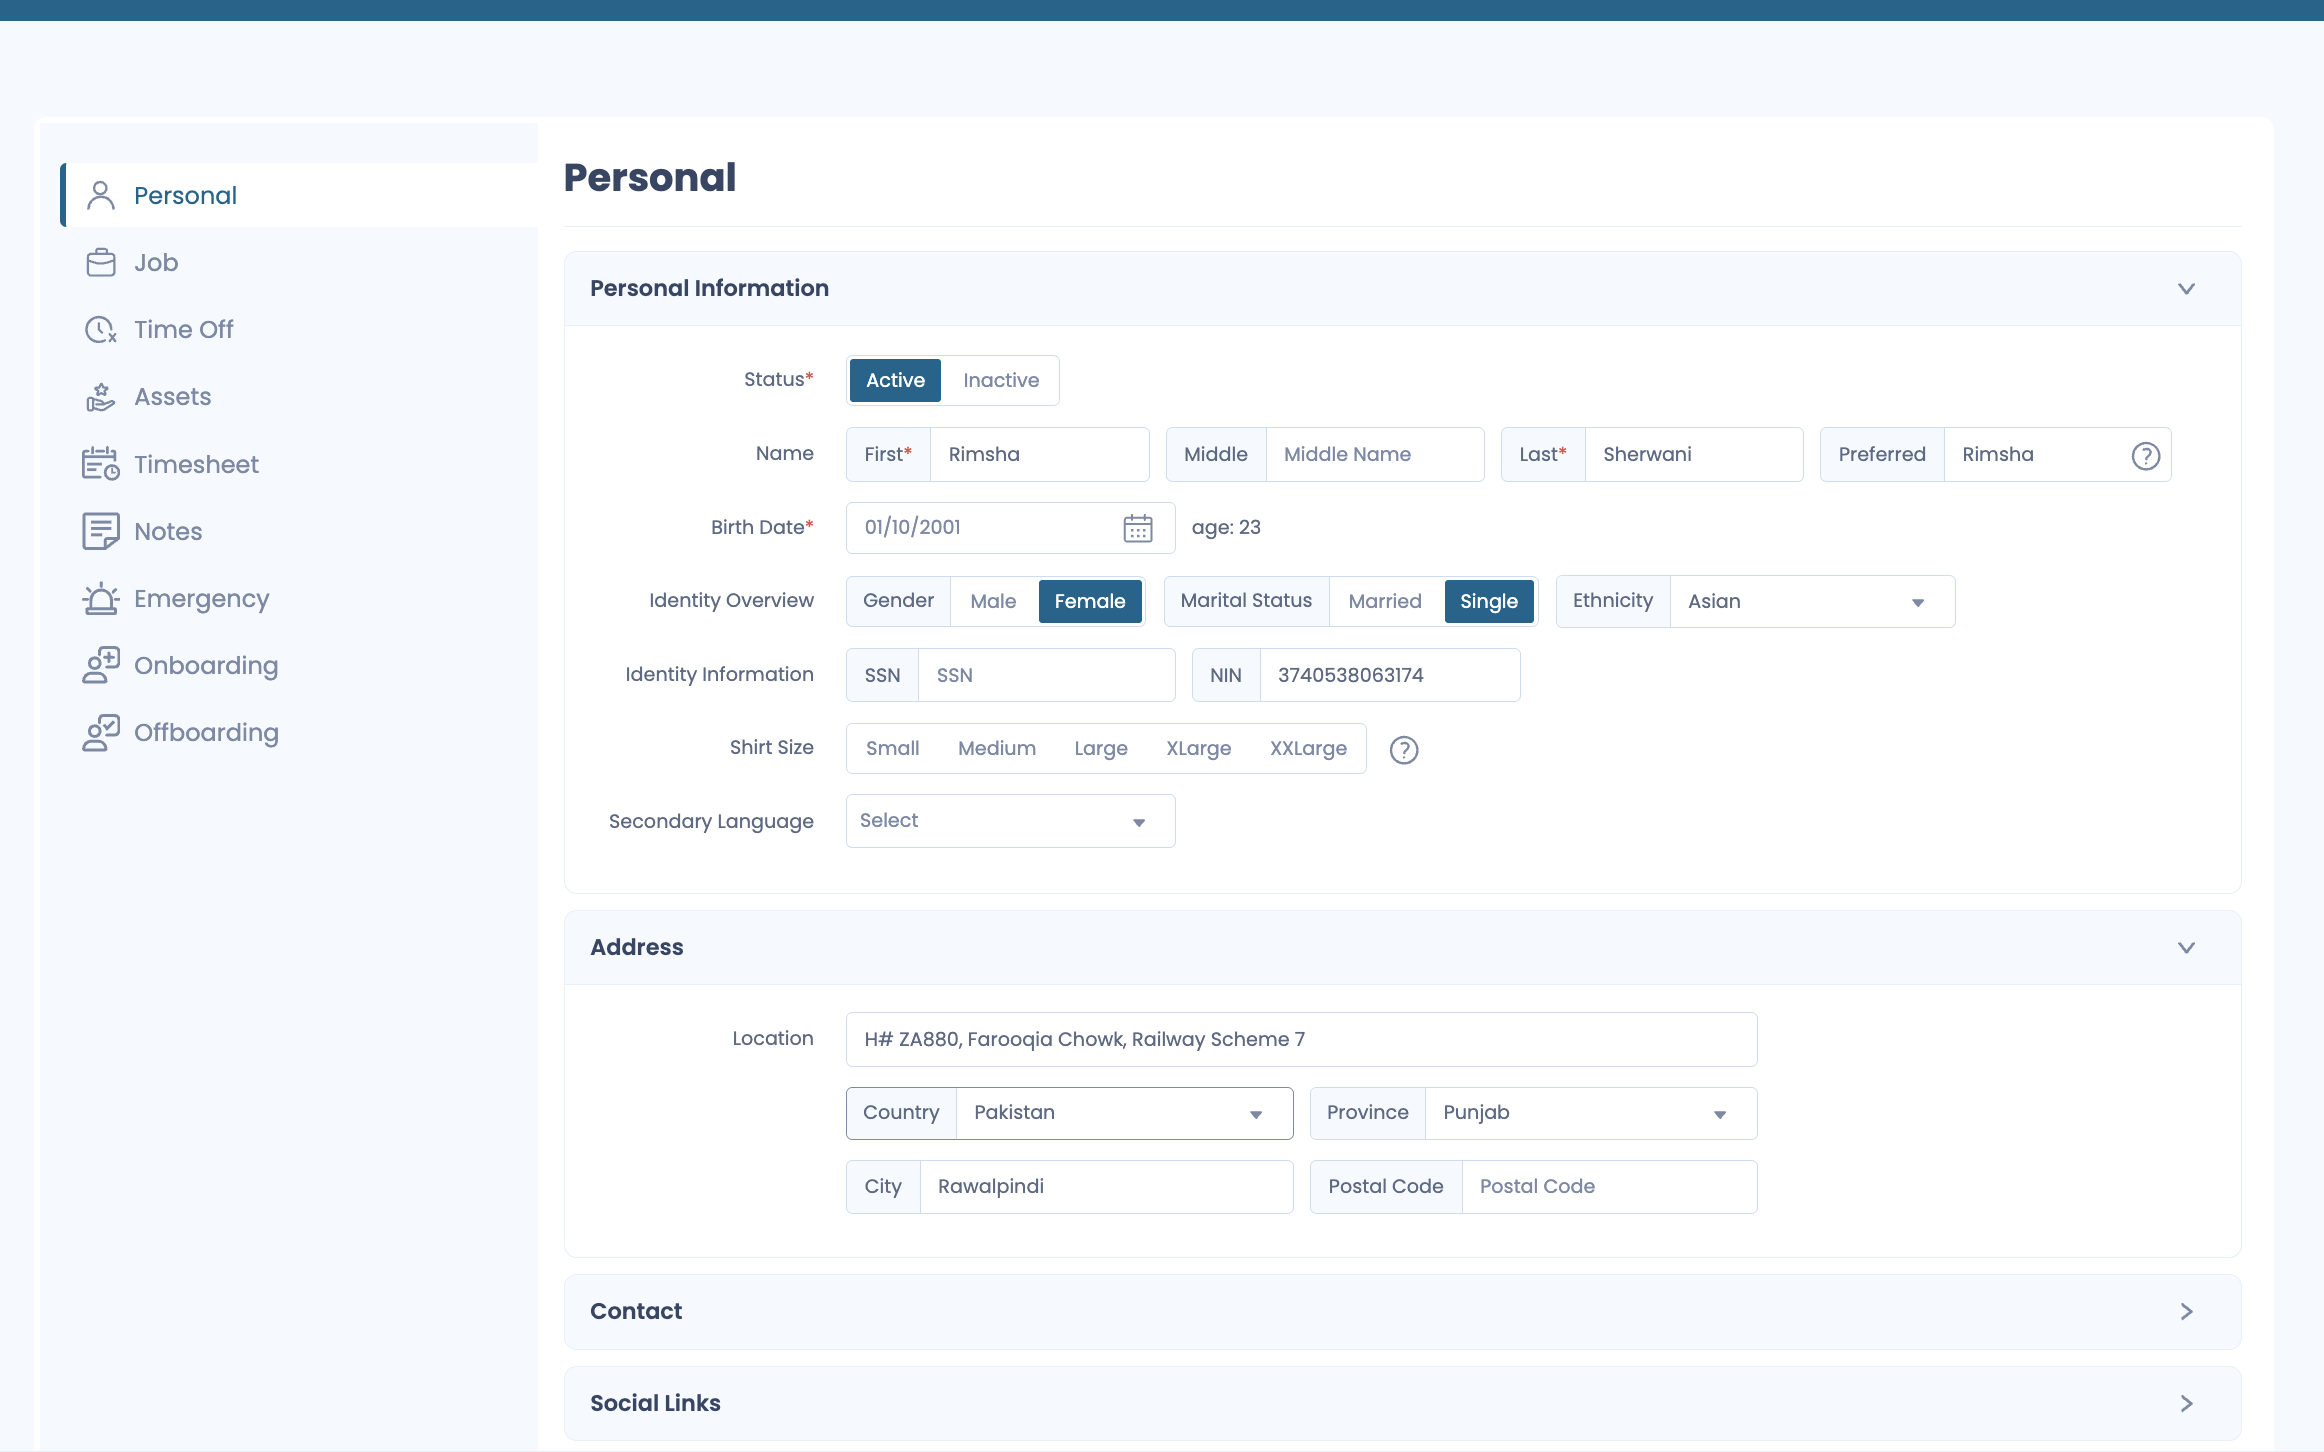 Personal
Job
Time Off
Assets
Timesheet
Notes
Emergency
Onboarding
Offboarding
Personal
Personal Information
Status* Active Inactive
Name First* Rimsha Middle Middle Name Last* Sherwani Preferred Rimsha ?
Birth Date* 01/10/2001 age: 23
Identity Overview Gender Male Female Marital Status Married Single Ethnicity Asian
Identity Information SSN SSN NIN 3740538063174
Shirt Size Small Medium Large XLarge XXLarge ?
Secondary Language Select
Address
Location H# ZA880, Farooqia Chowk, Railway Scheme 7
Country Pakistan Province Punjab
City Rawalpindi Postal Code Postal Code
Contact
Social Links